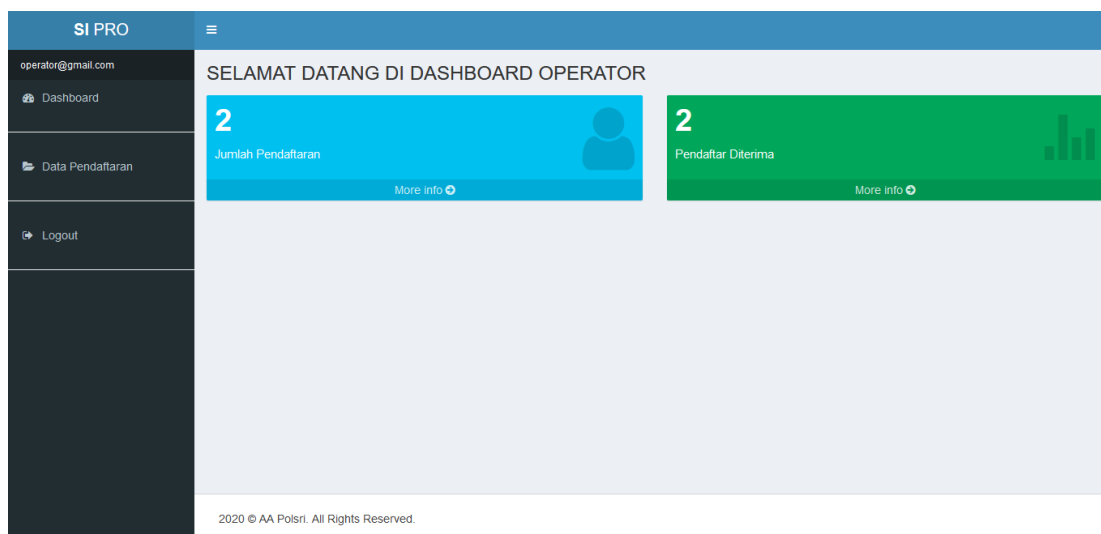 SI PRO
operator@gmail.com
Dashboard
Data Pendaftaran
Logout
SELAMAT DATANG DI DASHBOARD OPERATOR
2
Jumlah Pendaftaran
More info
2
Pendaftar Diterima
More info
2020 © AA Polsri. All Rights Reserved.